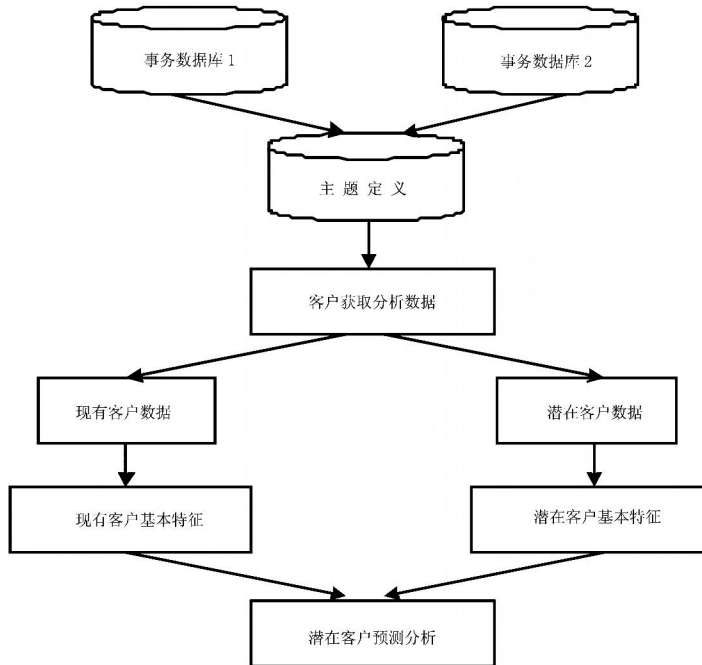 事务数据库1
事务数据库2
主题定义
客户获取分析数据
现有客户数据
潜在客户数据
现有客户基本特征
潜在客户基本特征
潜在客户预测分析